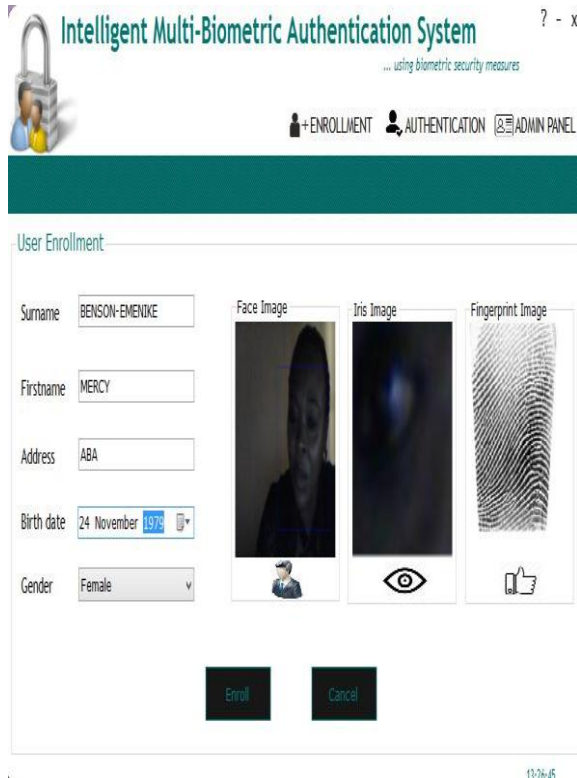 ? - x
Intelligent Multi-Biometric Authentication System
... using biometric security measures
+ENROLLMENT AUTHENTICATION ADMIN PANEL
User Enrollment
Surname BENSON-EMENIKE
Firstname MERCY
Address ABA
Birth date 24 November 1979
Gender Female
Face Image Iris Image Fingerprint Image
Enroll Cancel
13:26:45